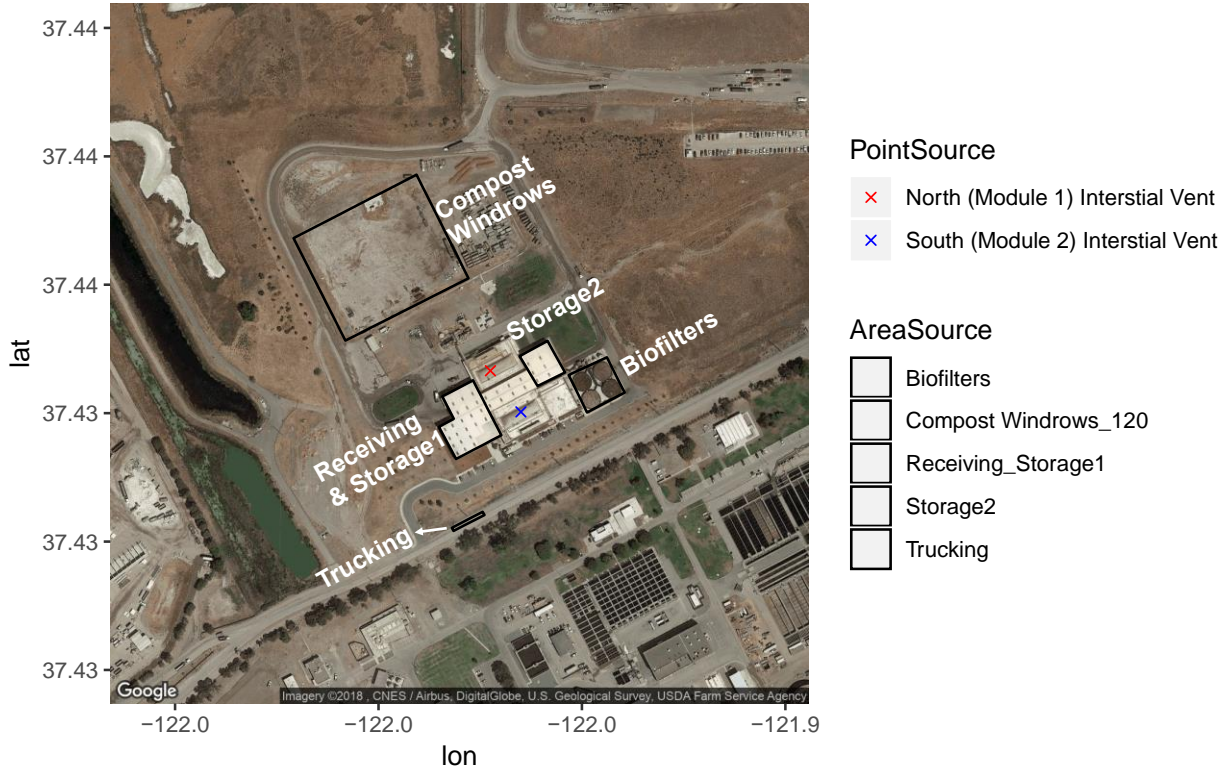 37.44
37.44
37.44
37.43
37.43
37.43
lat
−122.0
−122.0
−122.0
−121.9
lon
Compost
Windrows
Storage2
Biofilters
Receiving
& Storage1
Trucking
Google
Imagery ©2018 , CNES / Airbus, DigitalGlobe, U.S. Geological Survey, USDA Farm Service Agency
PointSource
North (Module 1) Interstial Vent
South (Module 2) Interstial Vent
AreaSource
Biofilters
Compost Windrows_120
Receiving_Storage1
Storage2
Trucking